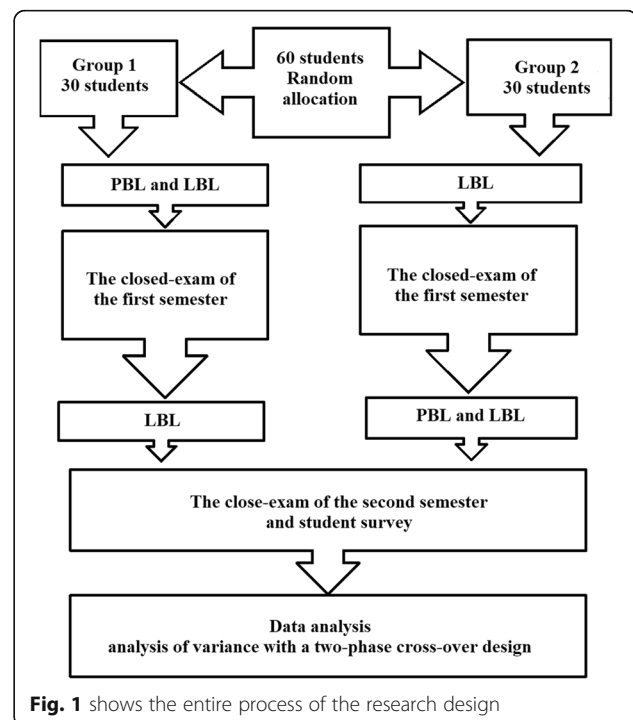 60 students
Random
allocation
Group 1
30 students
Group 2
30 students
PBL and LBL
LBL
The closed-exam of
the first semester
The closed-exam of
the first semester
LBL
PBL and LBL
The close-exam of the second semester
and student survey
Data analysis
analysis of variance with a two-phase cross-over design
Fig. 1 shows the entire process of the research design